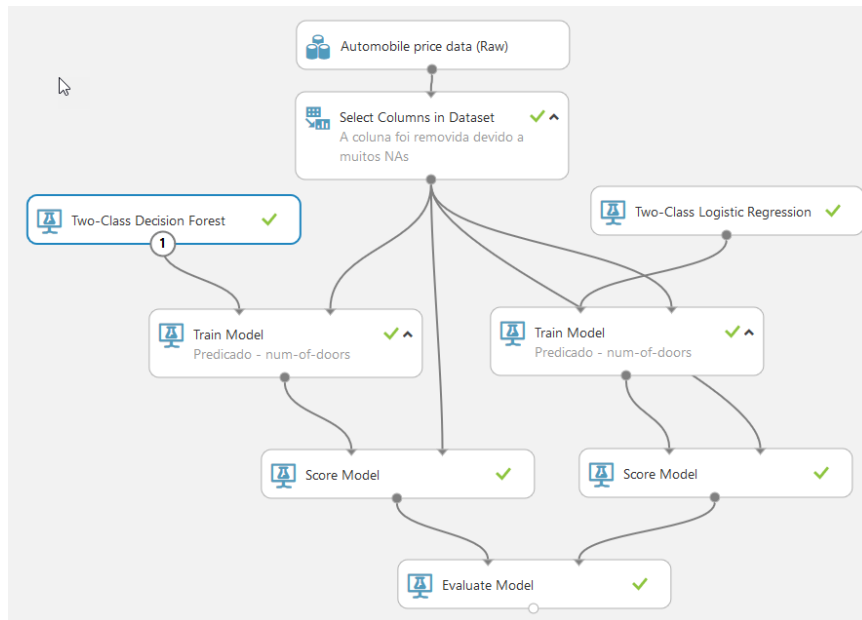 Automobile price data (Raw)
Select Columns in Dataset
A coluna foi removida devido a
muitos NAs
Two-Class Decision Forest
1
Two-Class Logistic Regression
Train Model
Predicado - num-of-doors
Train Model
Predicado - num-of-doors
Score Model
Score Model
Evaluate Model